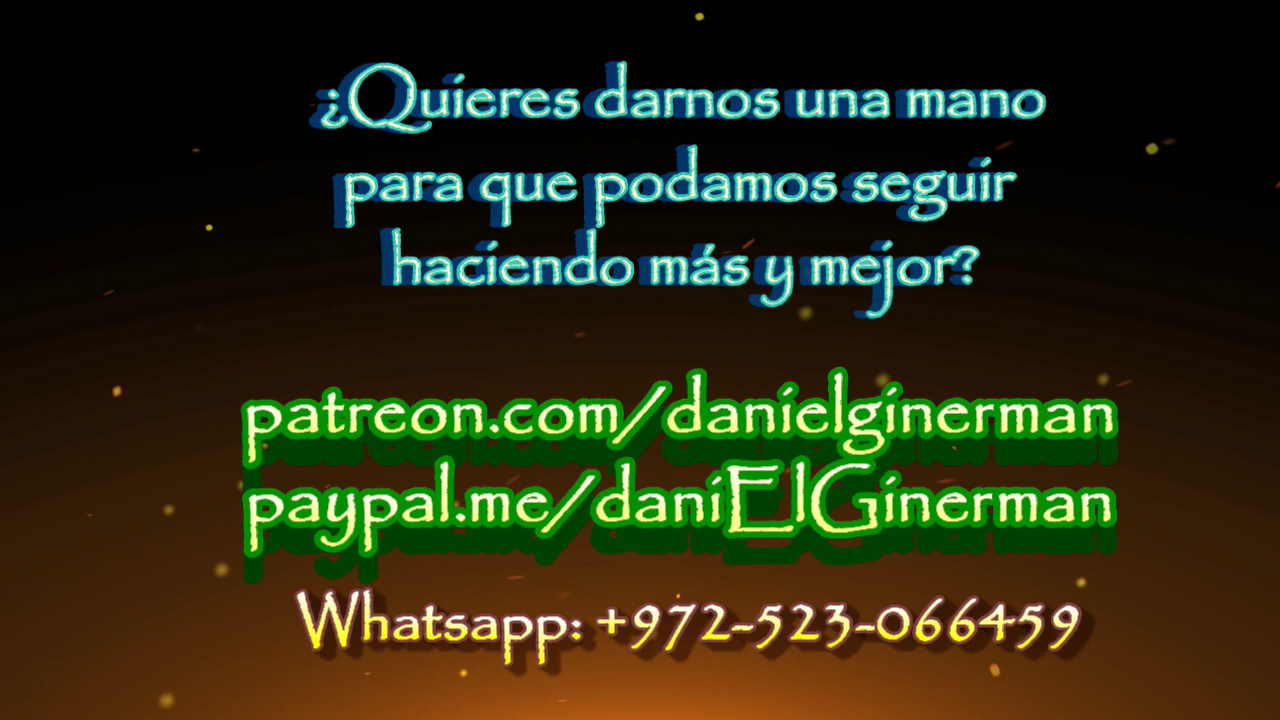 ¿Quieres darnos una mano
para que podamos seguir
haciendo más y mejor?
patreon.com/danielginerman
paypal.me/daniElGinerman
Whatsapp: +972-523-066459